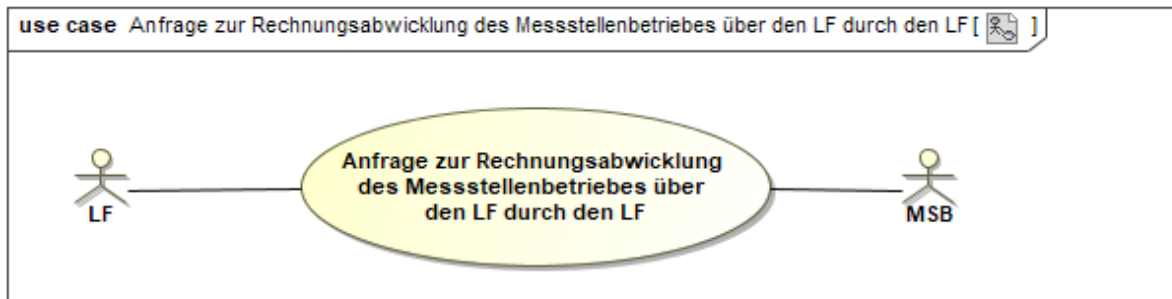 use case Anfrage zur Rechnungsabwicklung des Messstellenbetriebes über den LF durch den LF [ ]
Anfrage zur Rechnungsabwicklung
des Messstellenbetriebes über
den LF durch den LF
LF
MSB